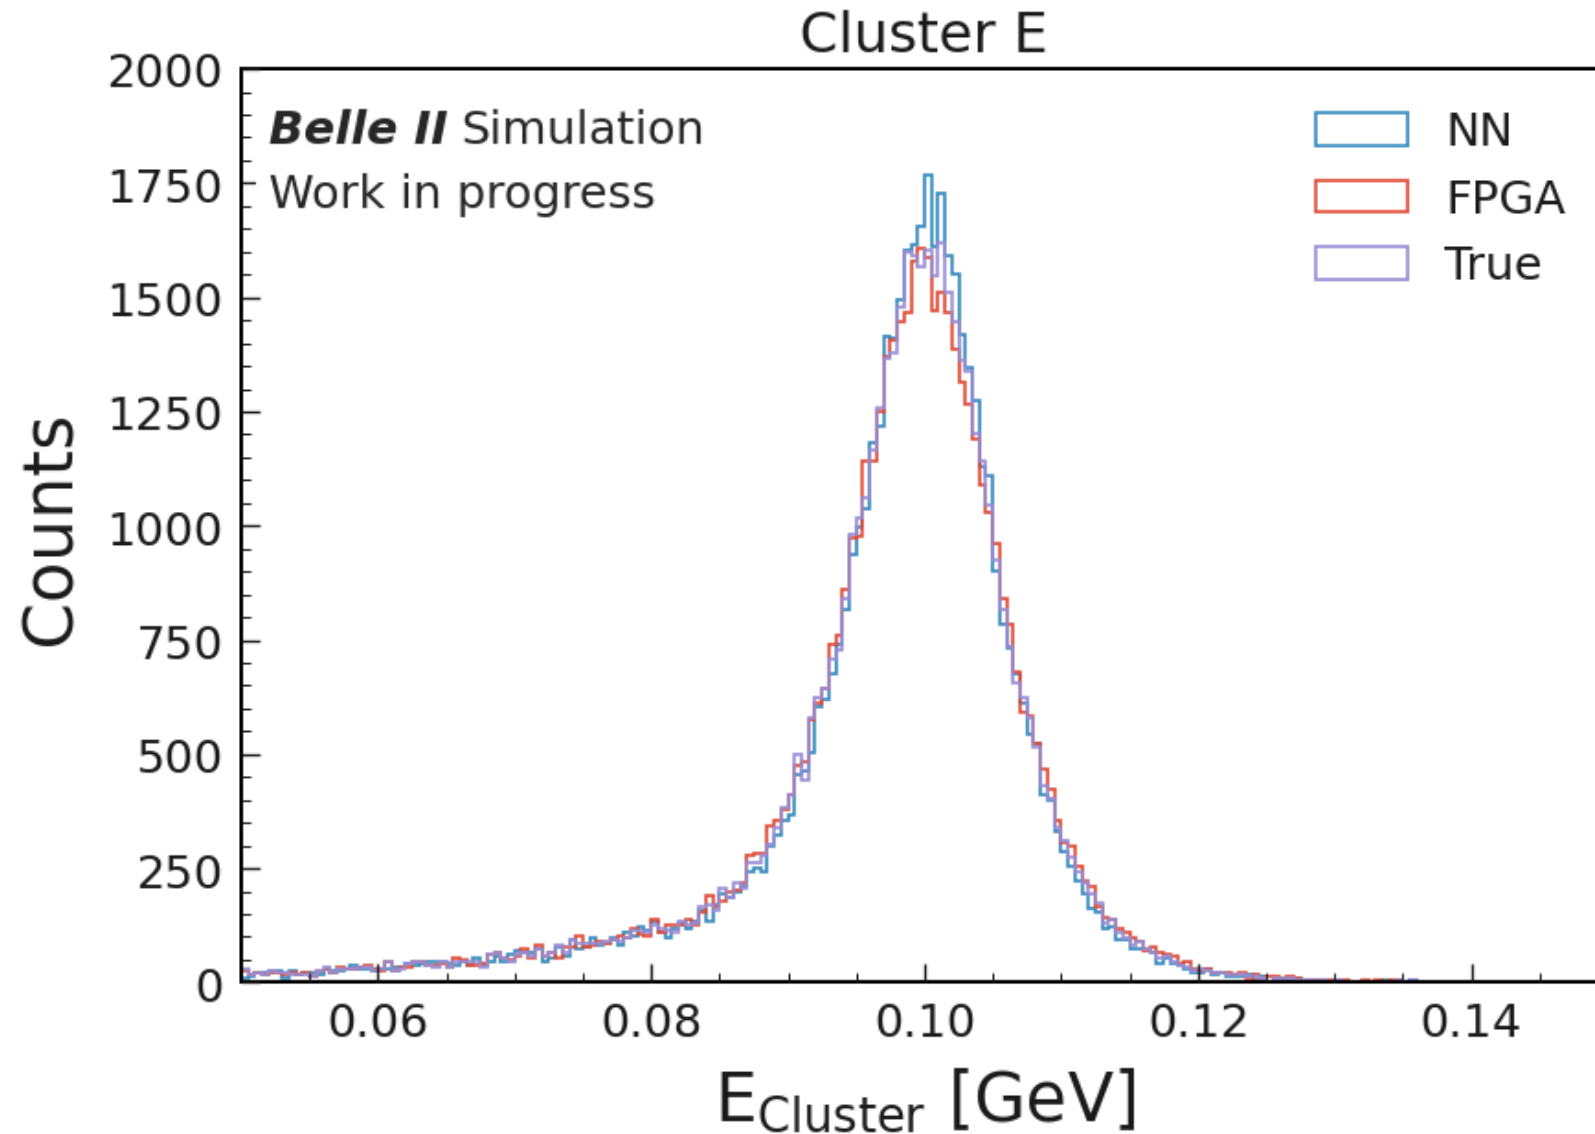 Cluster E
Belle II Simulation
Work in progress
NN
FPGA
True
2000
1750
1500
1250
1000
750
500
250
0
Counts
0.06 0.08 0.10 0.12 0.14
E_Cluster [GeV]